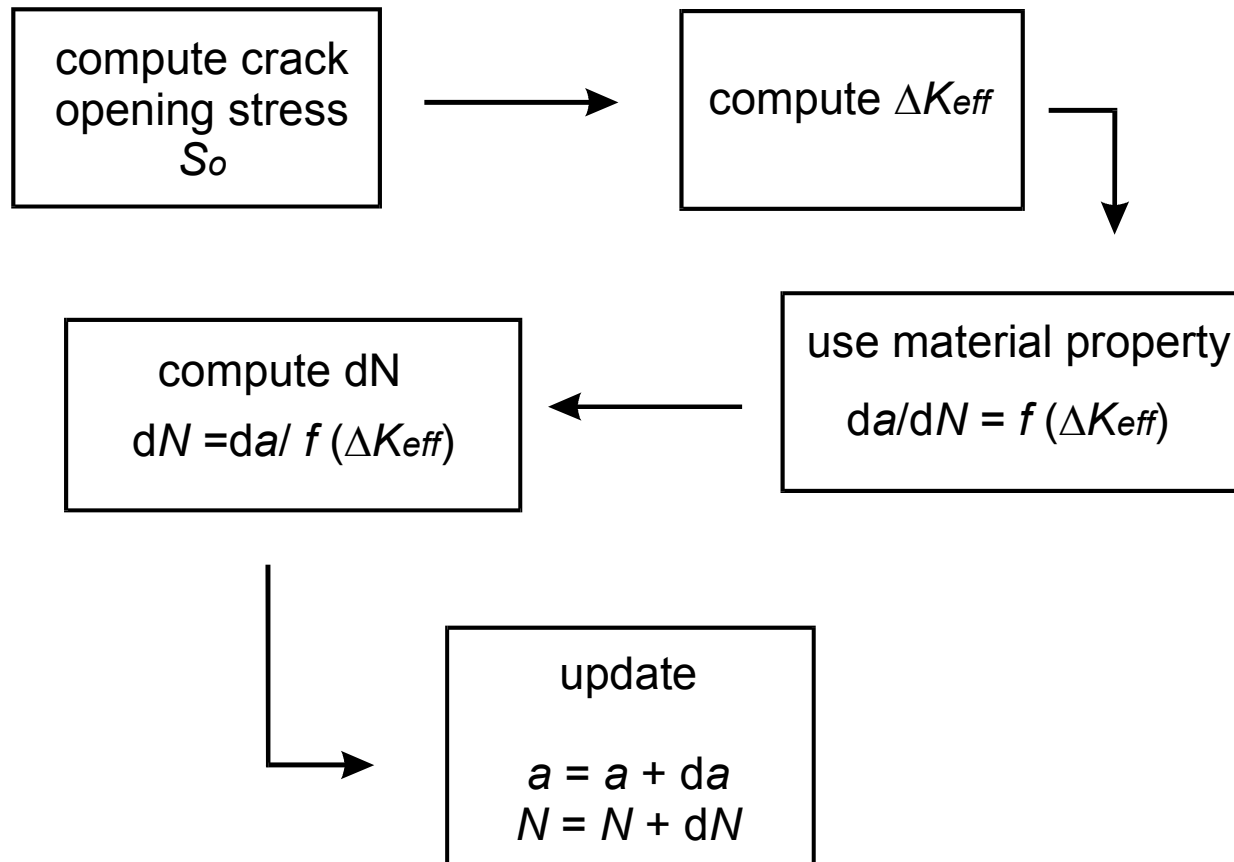 compute crack
opening stress
So
compute ΔKeff
use material property
da/dN = f (ΔKeff)
compute dN
dN =da/ f (ΔKeff)
update
a = a + da
N = N + dN